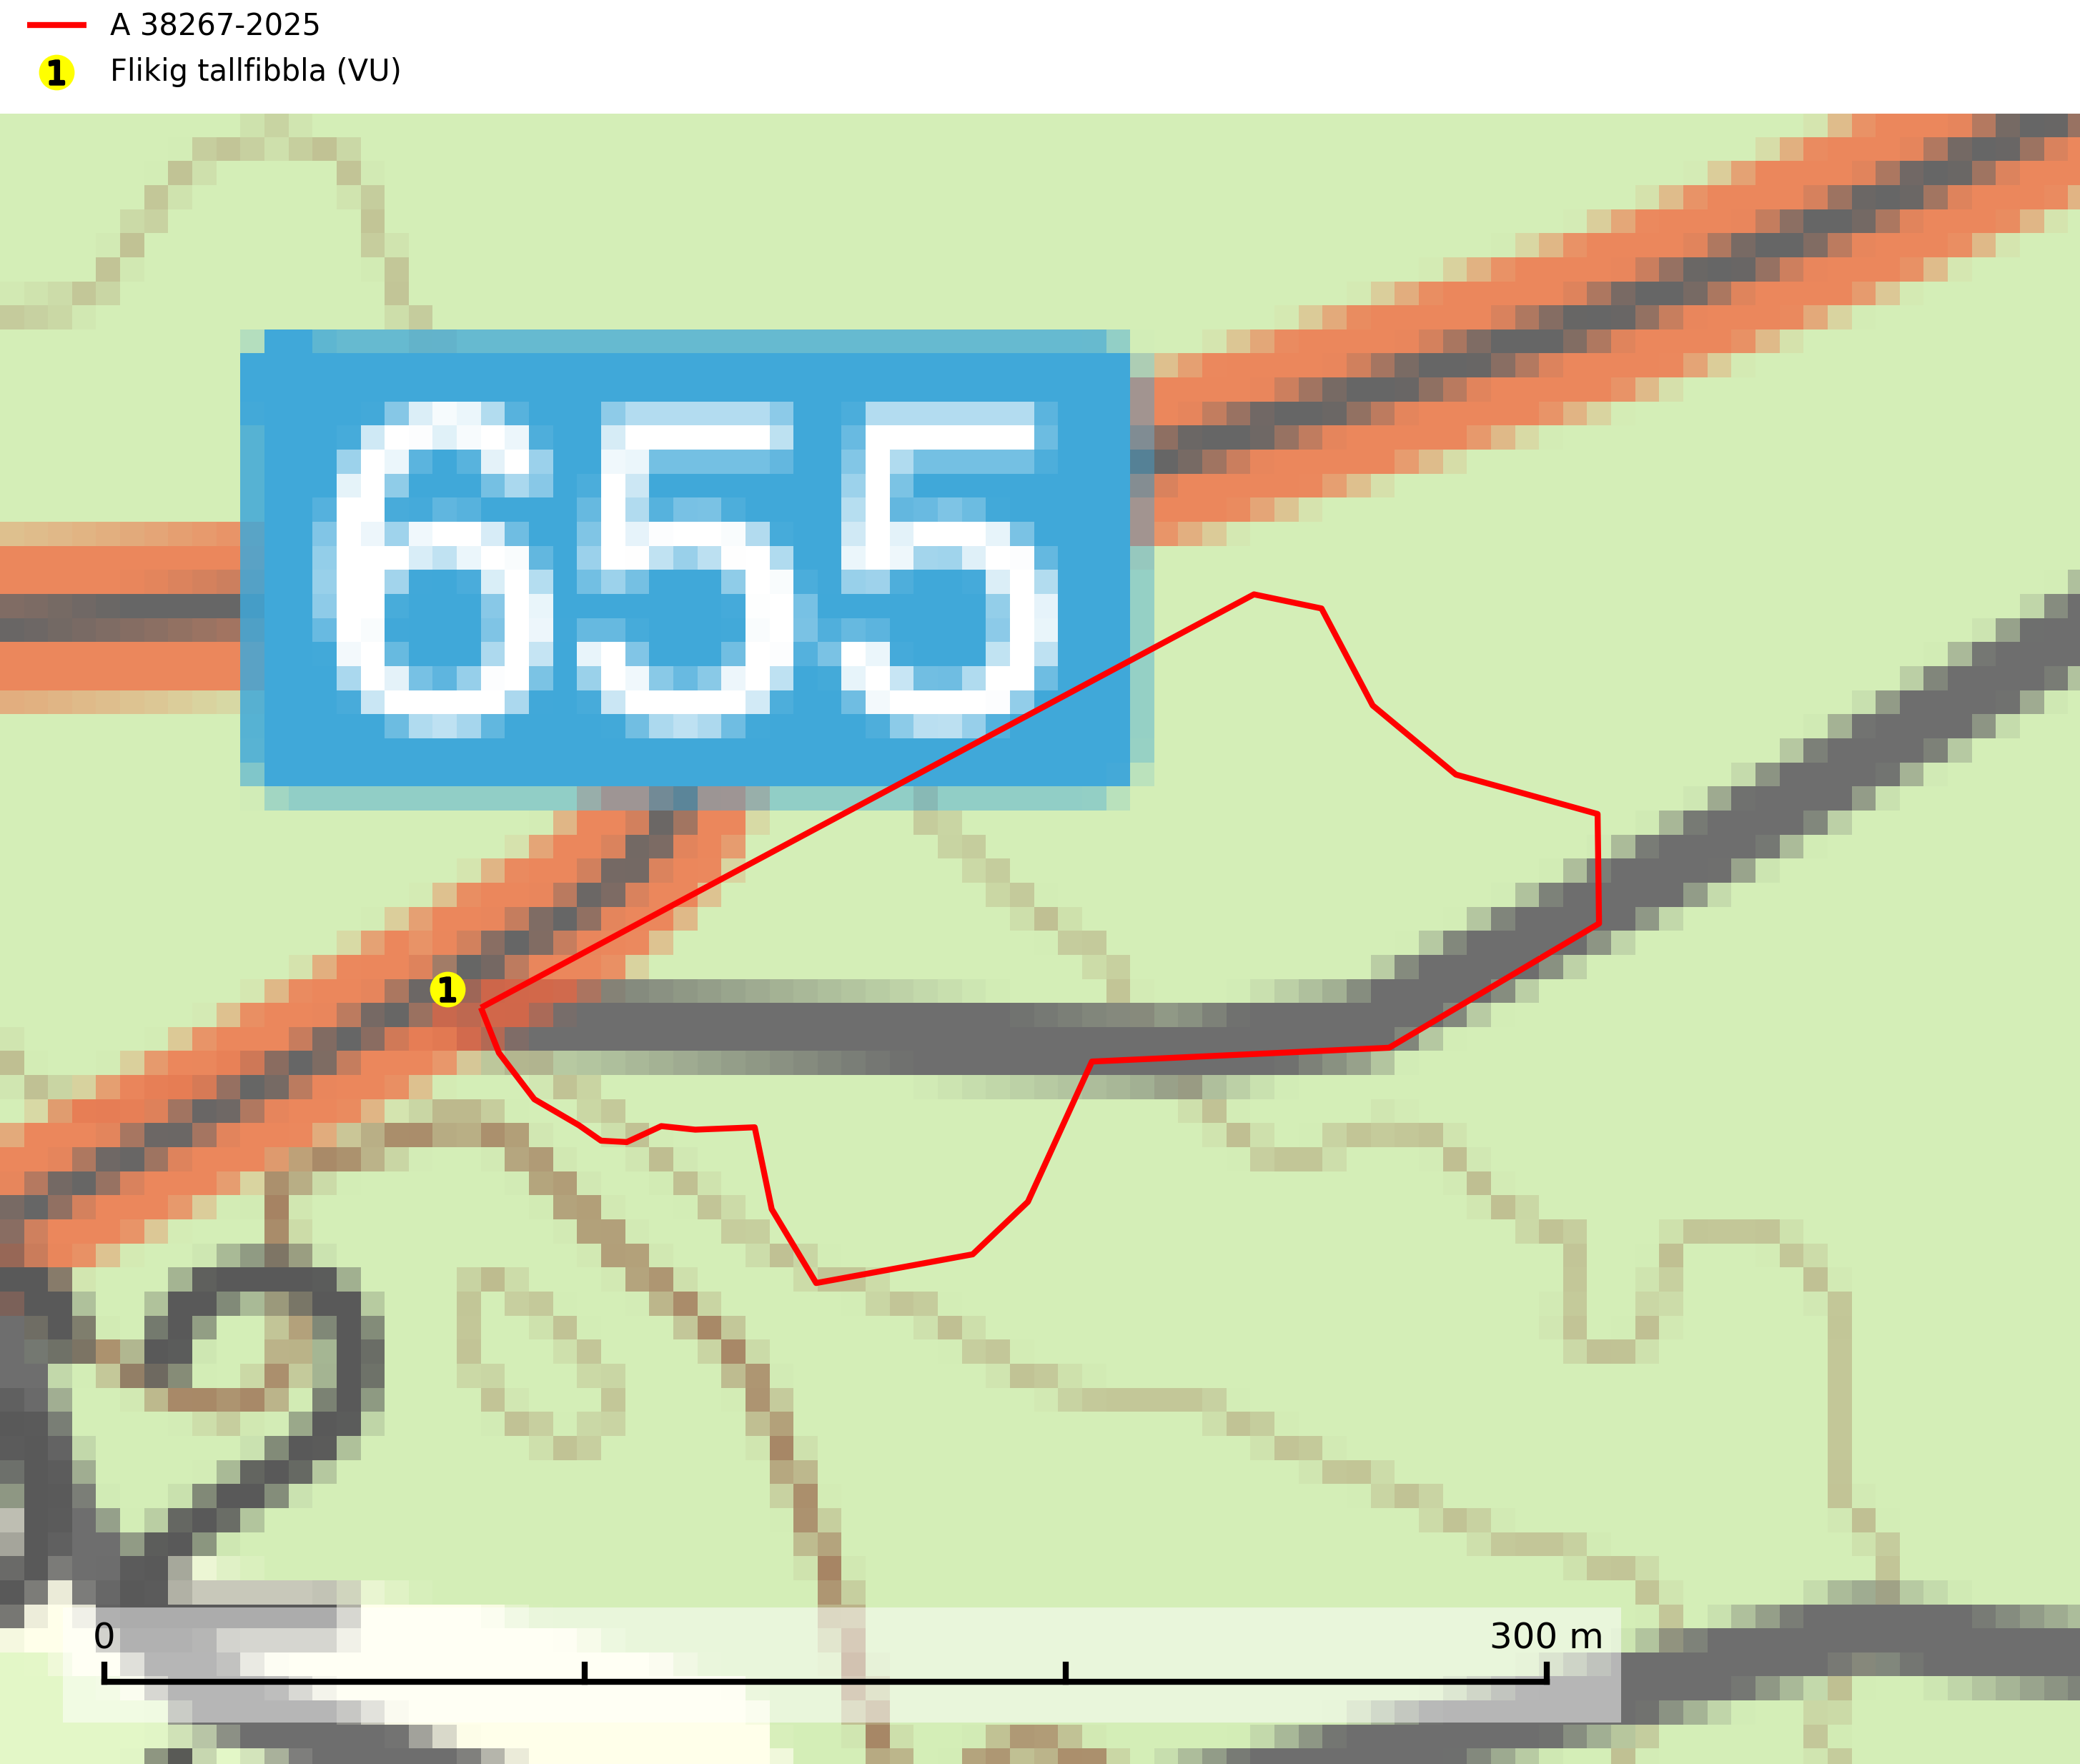 A 38267-2025
1 Flikig tallfibbla (VU)
655
1
0 300 m